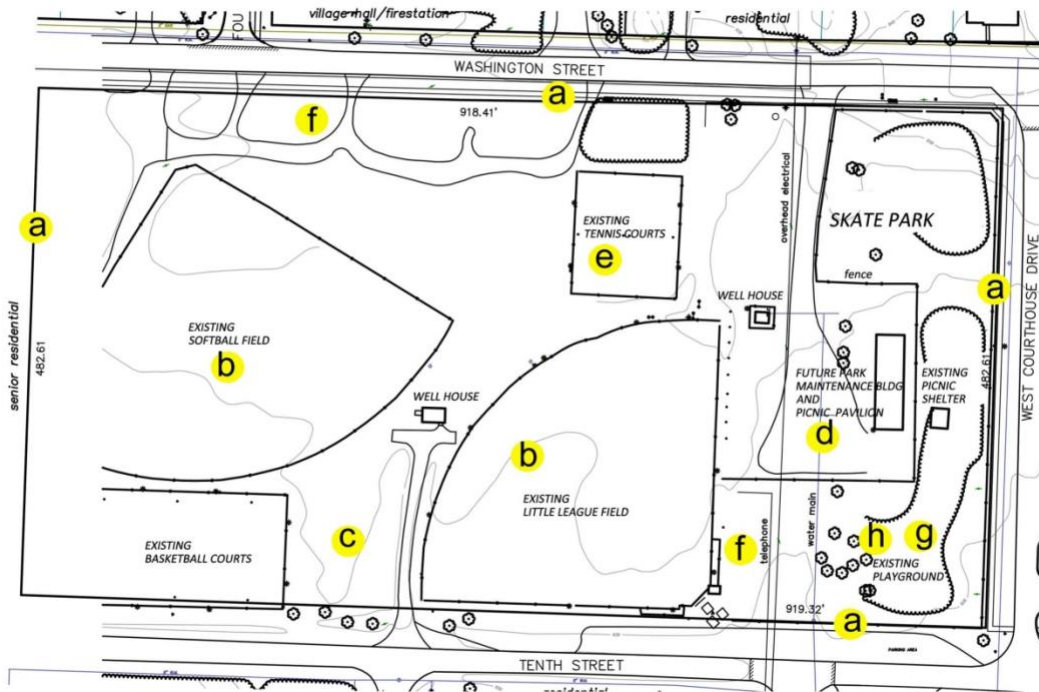 village hall/firestation
residential
FOU
WASHINGTON STREET
a
918.41'
f
a
senior residential
482.61
EXISTING
TENNIS COURTS
e
overhead electrical
SKATE PARK
fence
a
WEST COURTHOUSE DRIVE
WELL HOUSE
EXISTING
SOFTBALL FIELD
b
WELL HOUSE
FUTURE PARK
MAINTENANCE BLDG
AND
PICNIC PAVILION
d
EXISTING
PICNIC
SHELTER
482.61'
b
EXISTING
LITTLE LEAGUE FIELD
c
EXISTING
BASKETBALL COURTS
f
telephone
water main
h
g
EXISTING
PLAYGROUND
919.32'
a
PARKING AREA
TENTH STREET
residential